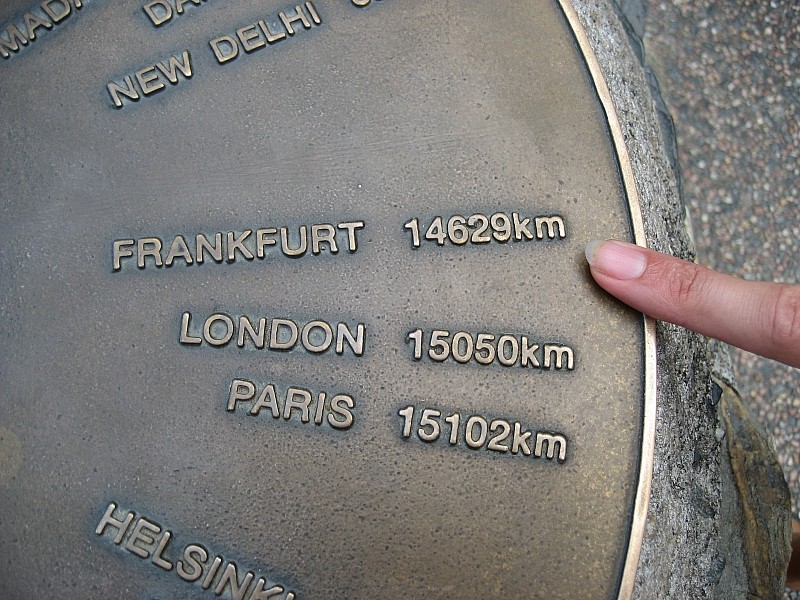 NEW DELHI
FRANKFURT 14629km
LONDON 15050km
PARIS 15102km
HELSINKI